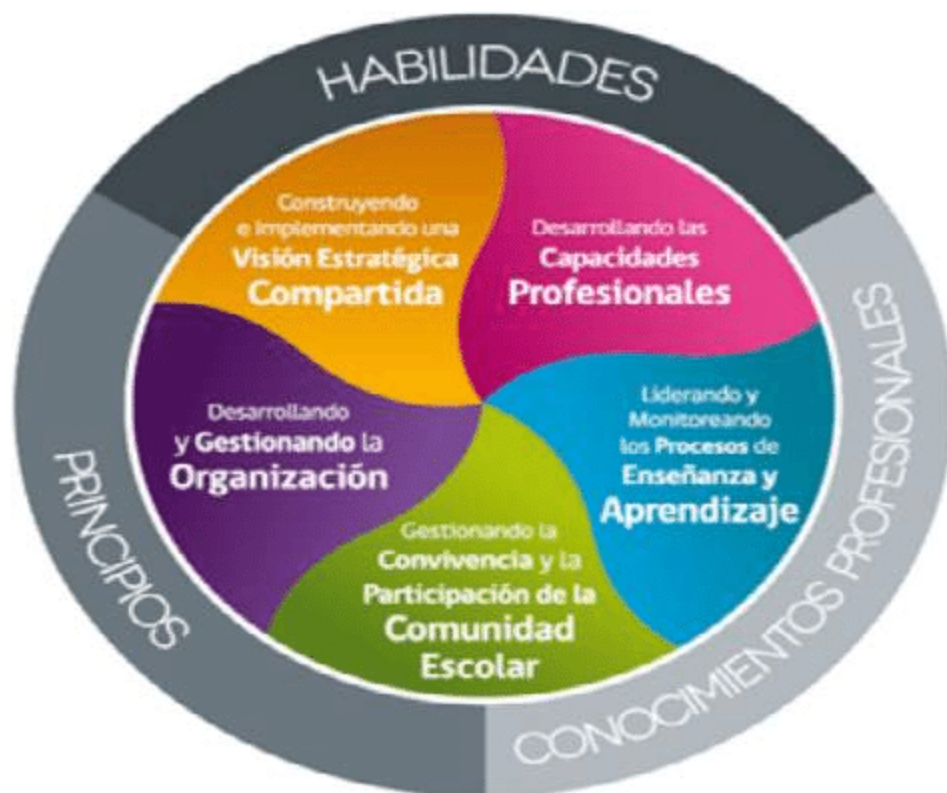 HABILIDADES
Construyendo
e Implementando una
Visión Estratégica
Compartida
Desarrollando las
Capacidades
Profesionales
Liderando y
Monitoreando
los Procesos de
Enseñanza y
Aprendizaje
Gestionando la
Convivencia y la
Participación de la
Comunidad
Escolar
Desarrollando
y Gestionando la
Organización
PRINCIPIOS
CONOCIMIENTOS PROFESIONALES